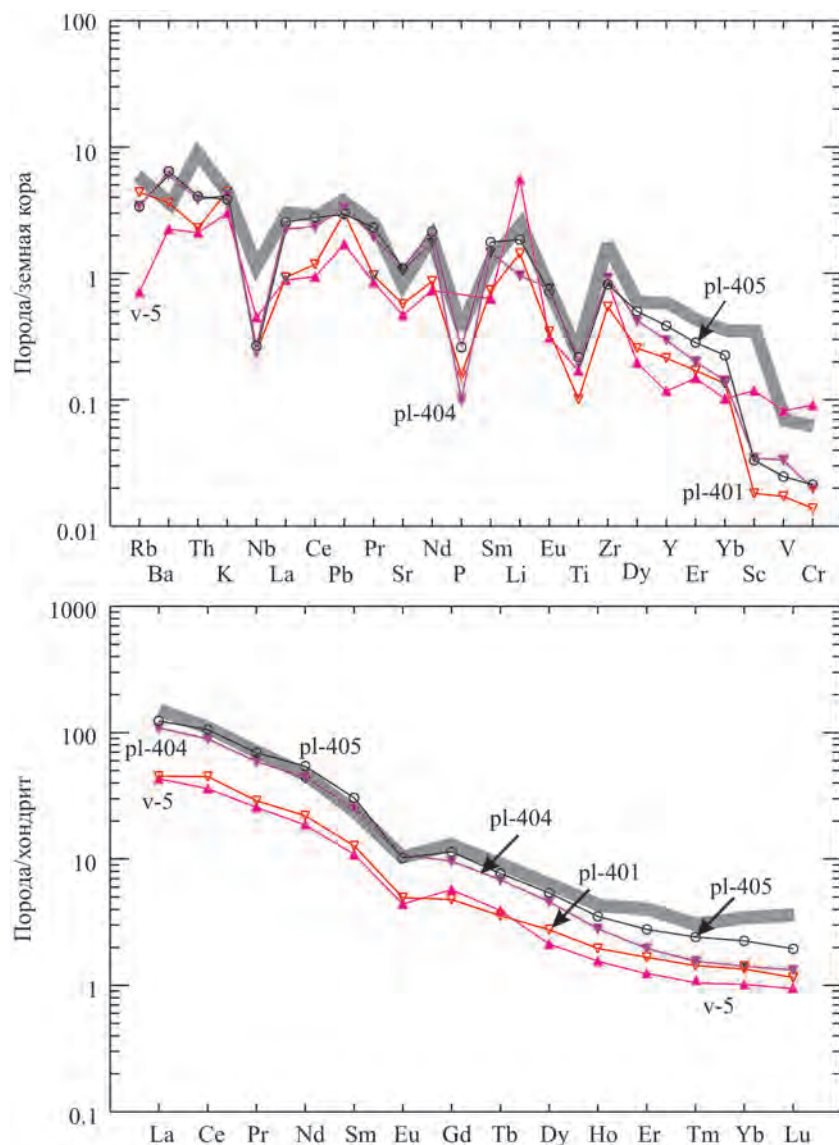 100
10
1
0.1
0.01
Порода/земная кора
v-5
pl-404
pl-405
pl-401
Rb Th Nb Ce Pr Nd Sm Eu Zr Y Yb V
Ba K La Pb Sr P Li Ti Dy Er Sc Cr
1000
100
10
1
0.1
Порода/хондрит
pl-404
pl-405
v-5
pl-404
pl-401
pl-405
v-5
La Ce Pr Nd Sm Eu Gd Tb Dy Ho Er Tm Yb Lu